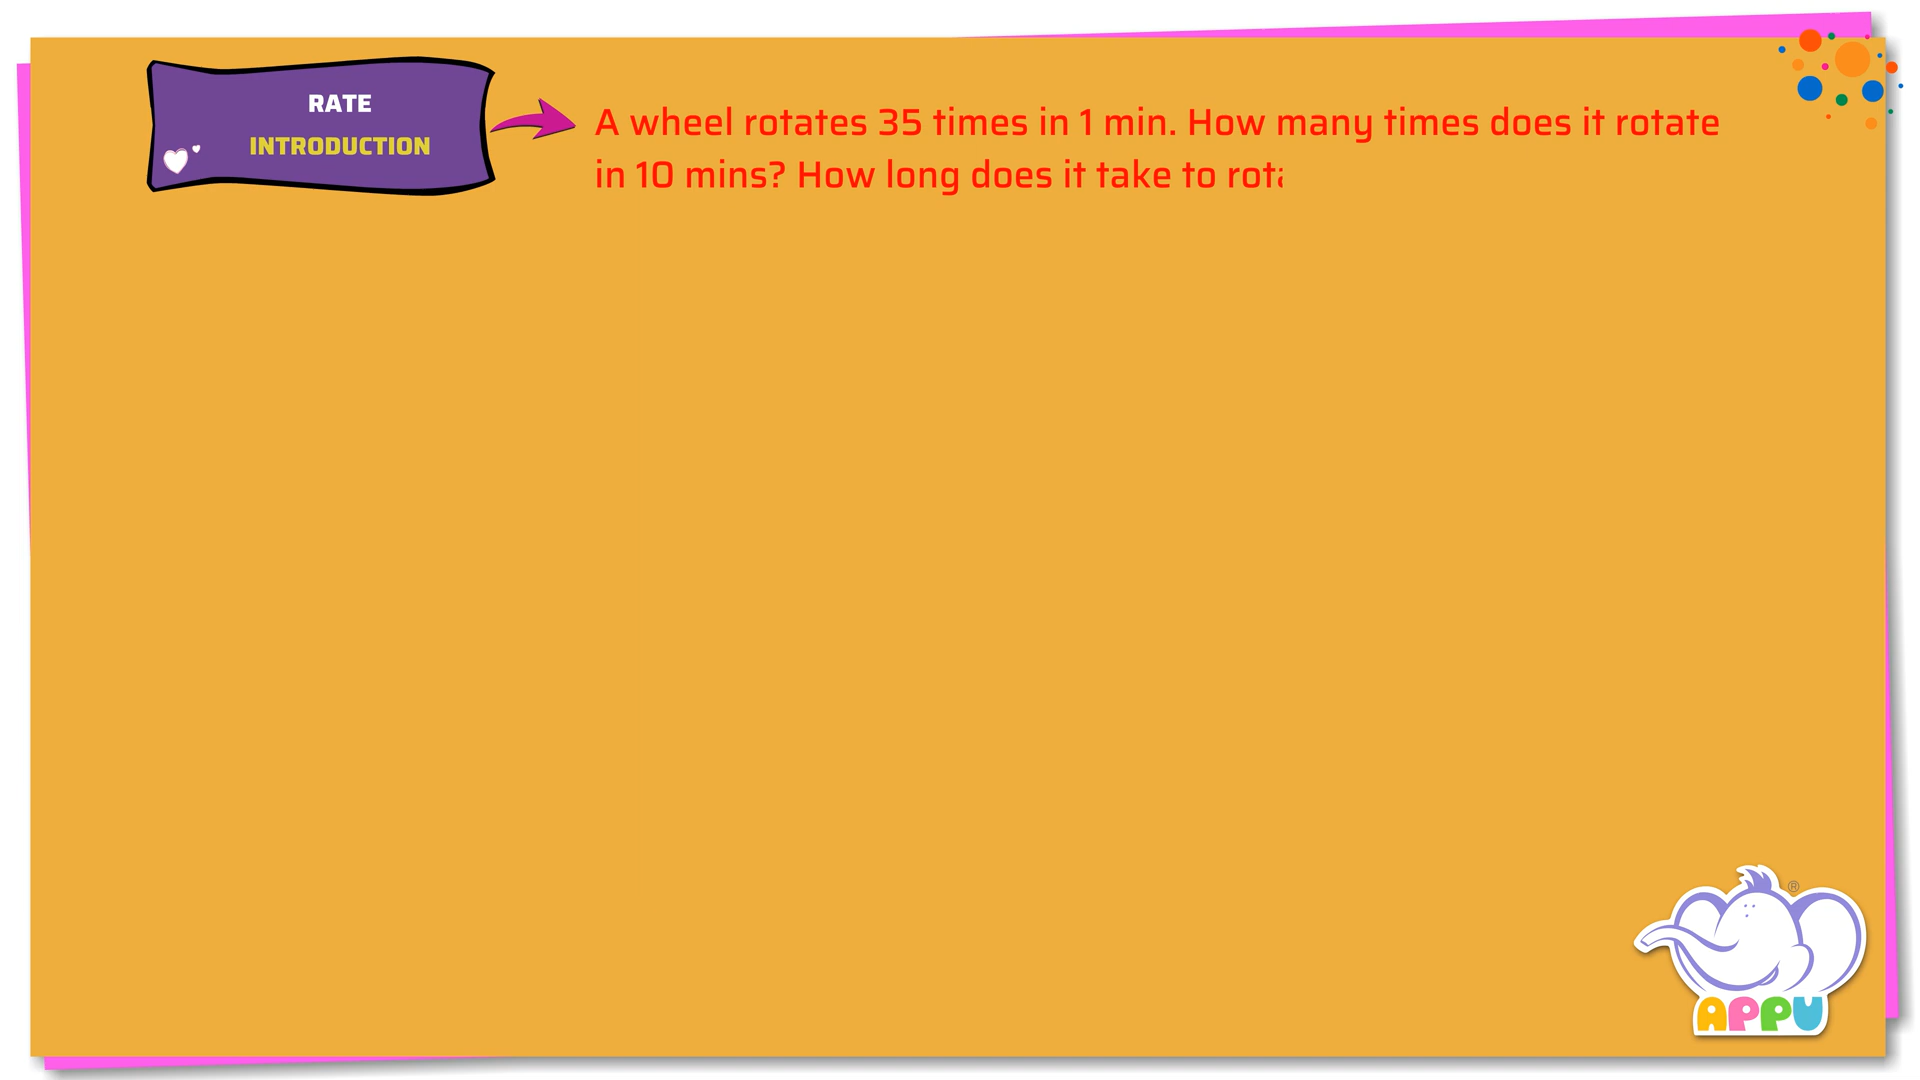 RATE
INTRODUCTION
A wheel rotates 35 times in 1 min. How many times does it rotate
in 10 mins? How long does it take to
®
APPU